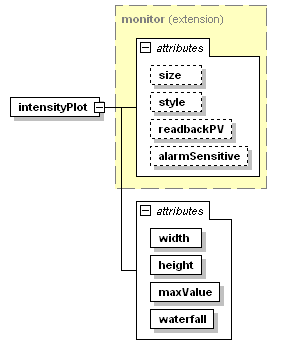 monitor (extension)
attributes
size
style
readbackPV
alarmSensitive
intensityPlot
attributes
width
height
maxValue
waterfall